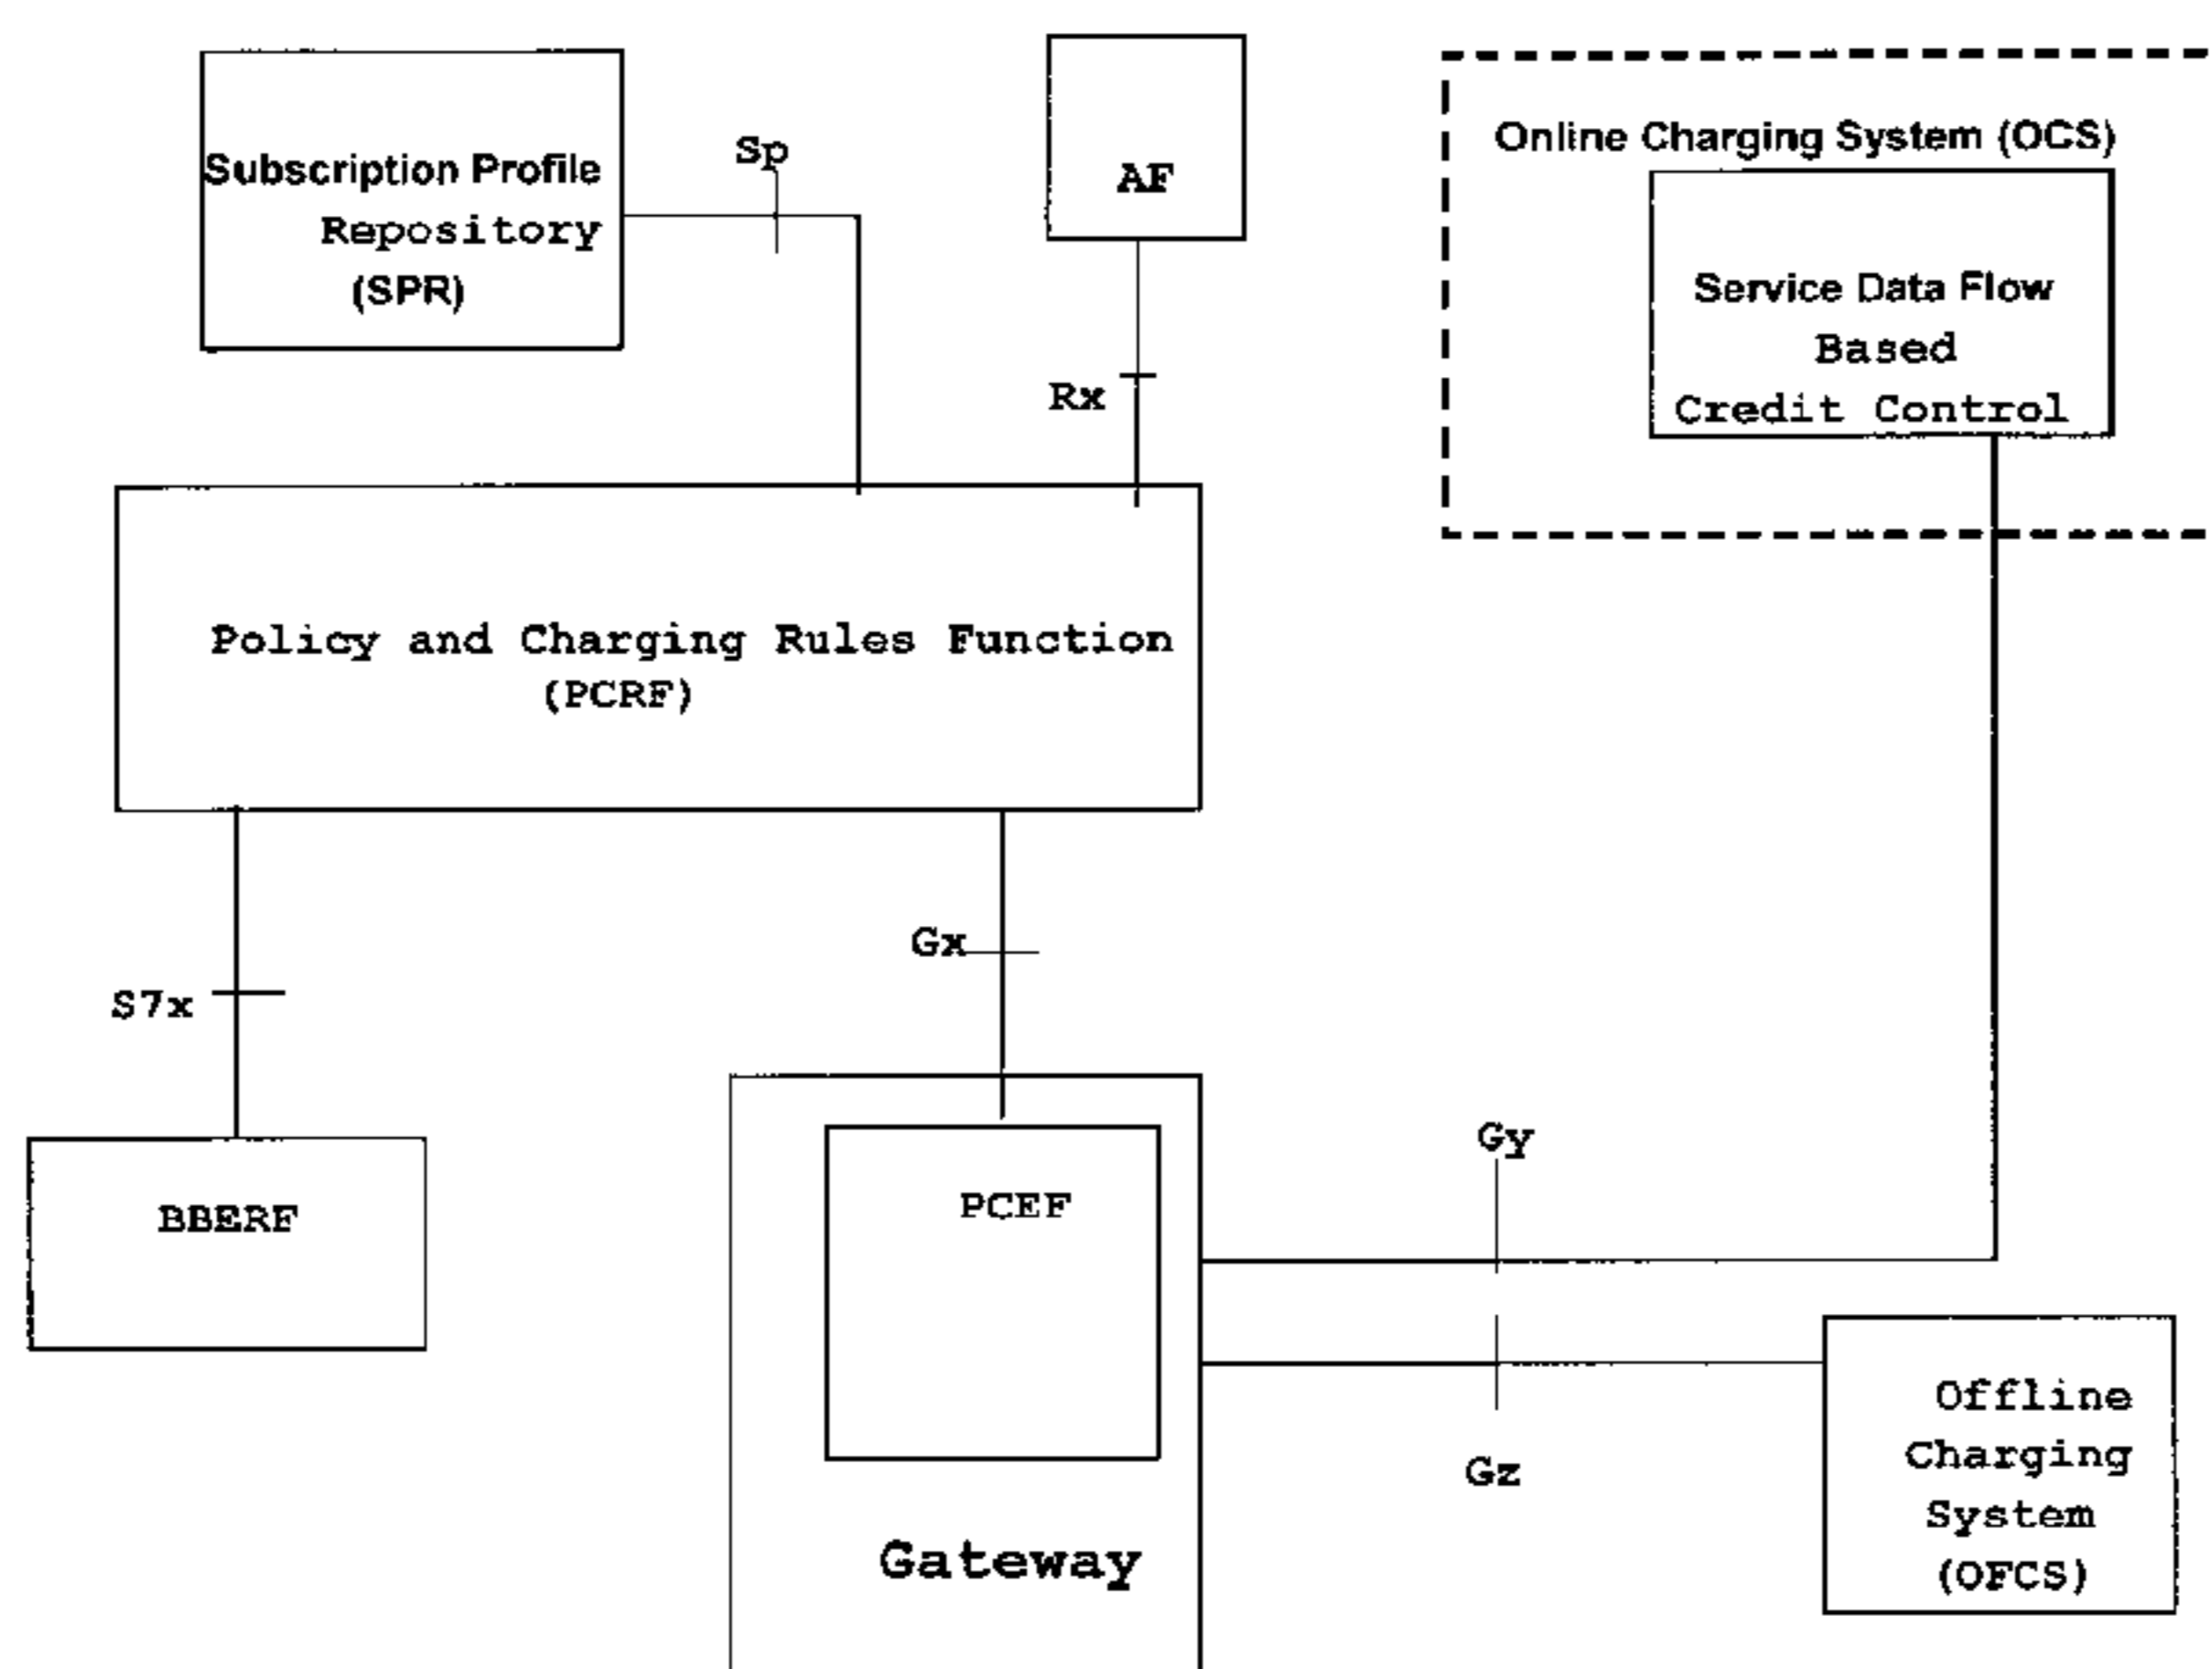 Subscription Profile
Repository
(SPR)
Sp
AF
Rx
Online Charging System (OCS)
Service Data Flow
Based
Credit Control
Policy and Charging Rules Function
(PCRF)
S7x
Gx
BBERF
PCEF
Gateway
Gy
Gz
Offline
Charging
System
(OFCS)